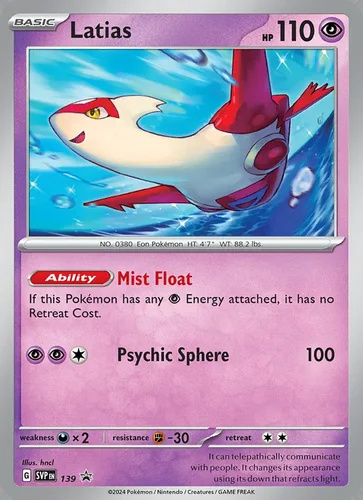 BASIC Latias HP 110
NO. 0380 Eon Pokémon HT: 4'7" WT: 88.2 lbs.
Ability Mist Float
If this Pokémon has any Energy attached, it has no
Retreat Cost.
Psychic Sphere 100
weakness ×2 resistance -30 retreat
Illus. hncl
G SVP EN 139
It can telepathically communicate
with people. It changes its appearance
using its down that refracts light.
©2024 Pokémon / Nintendo / Creatures / GAME FREAK